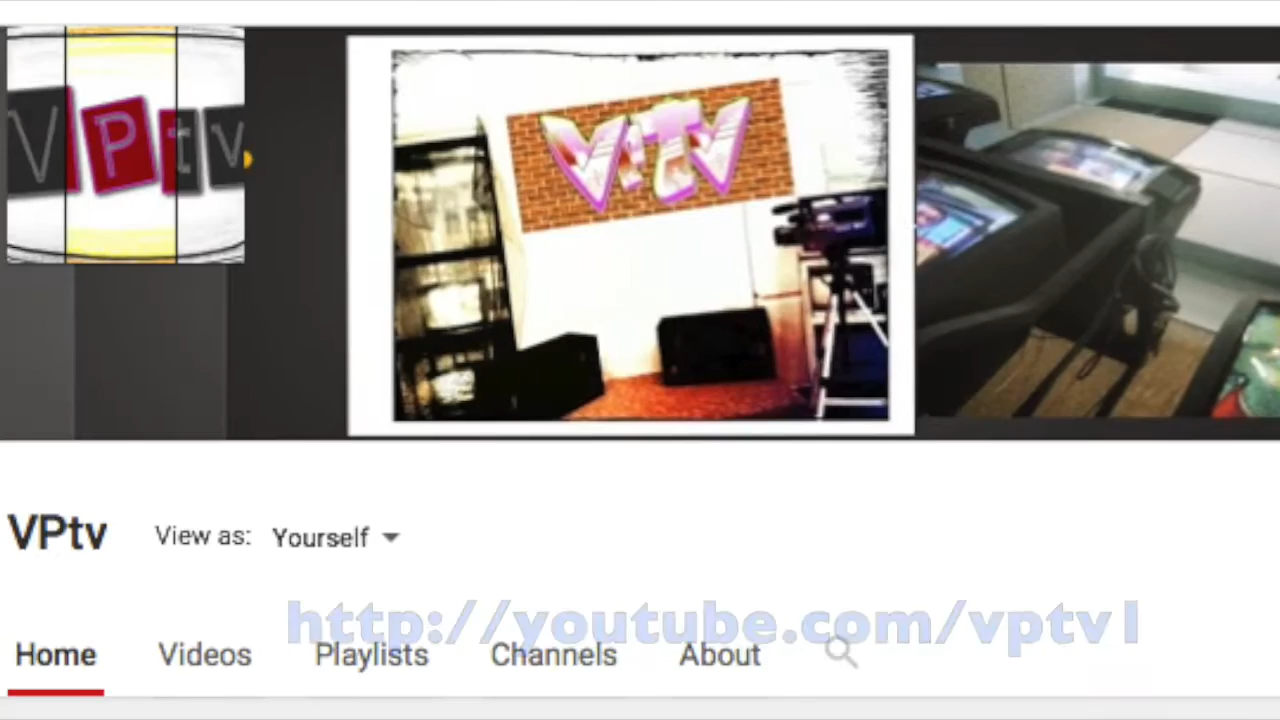 VPtv
VPTV
VPtv
View as: Yourself
http://youtube.com/vptv1
Home Videos Playlists Channels About